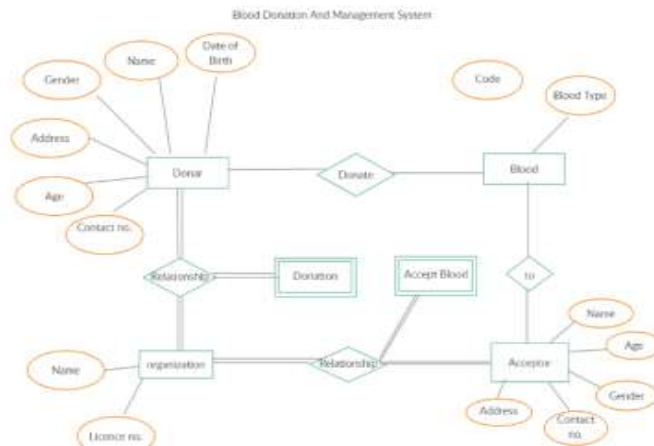 Blood Donation And Management System
Date of
Birth
Name
Gender
Code
Blood Type
Address
Donar
Donate
Blood
Age
Contact no.
Relationship
Donation
Accept Blood
to
Name
Age
Name
organization
Relationship
Acceptor
Gender
Address
Contact
no.
Licence no.